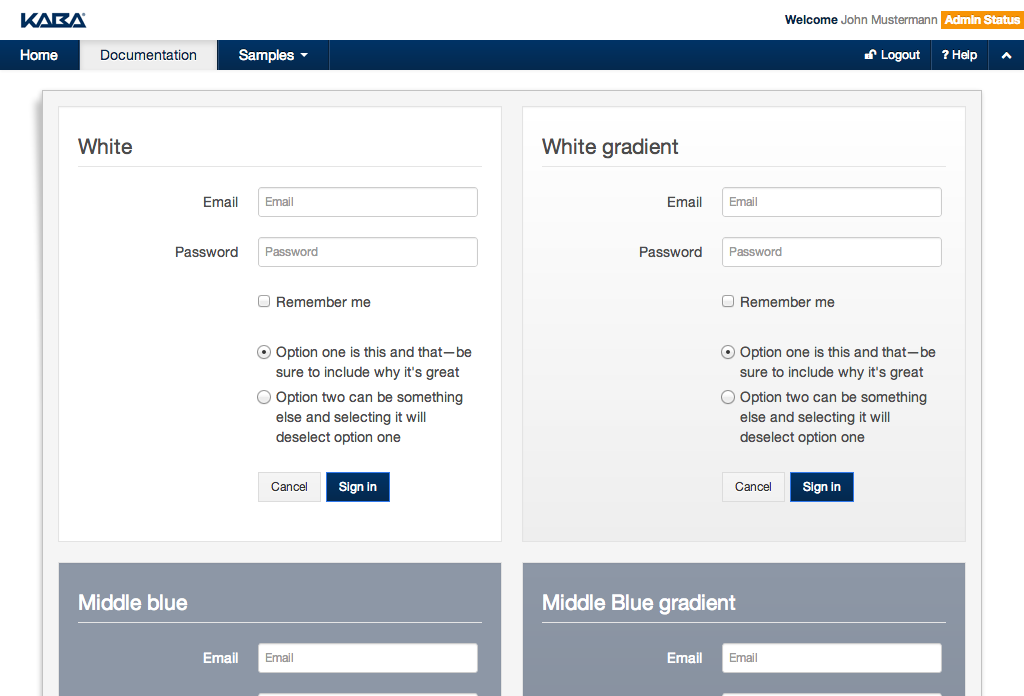 KABA
Welcome John Mustermann Admin Status
Home Documentation Samples Logout ? Help
White
Email Email
Password Password
Remember me
Option one is this and that—be
sure to include why it's great
Option two can be something
else and selecting it will
deselect option one
Cancel Sign in
White gradient
Email Email
Password Password
Remember me
Option one is this and that—be
sure to include why it's great
Option two can be something
else and selecting it will
deselect option one
Cancel Sign in
Middle blue
Email Email
Middle Blue gradient
Email Email